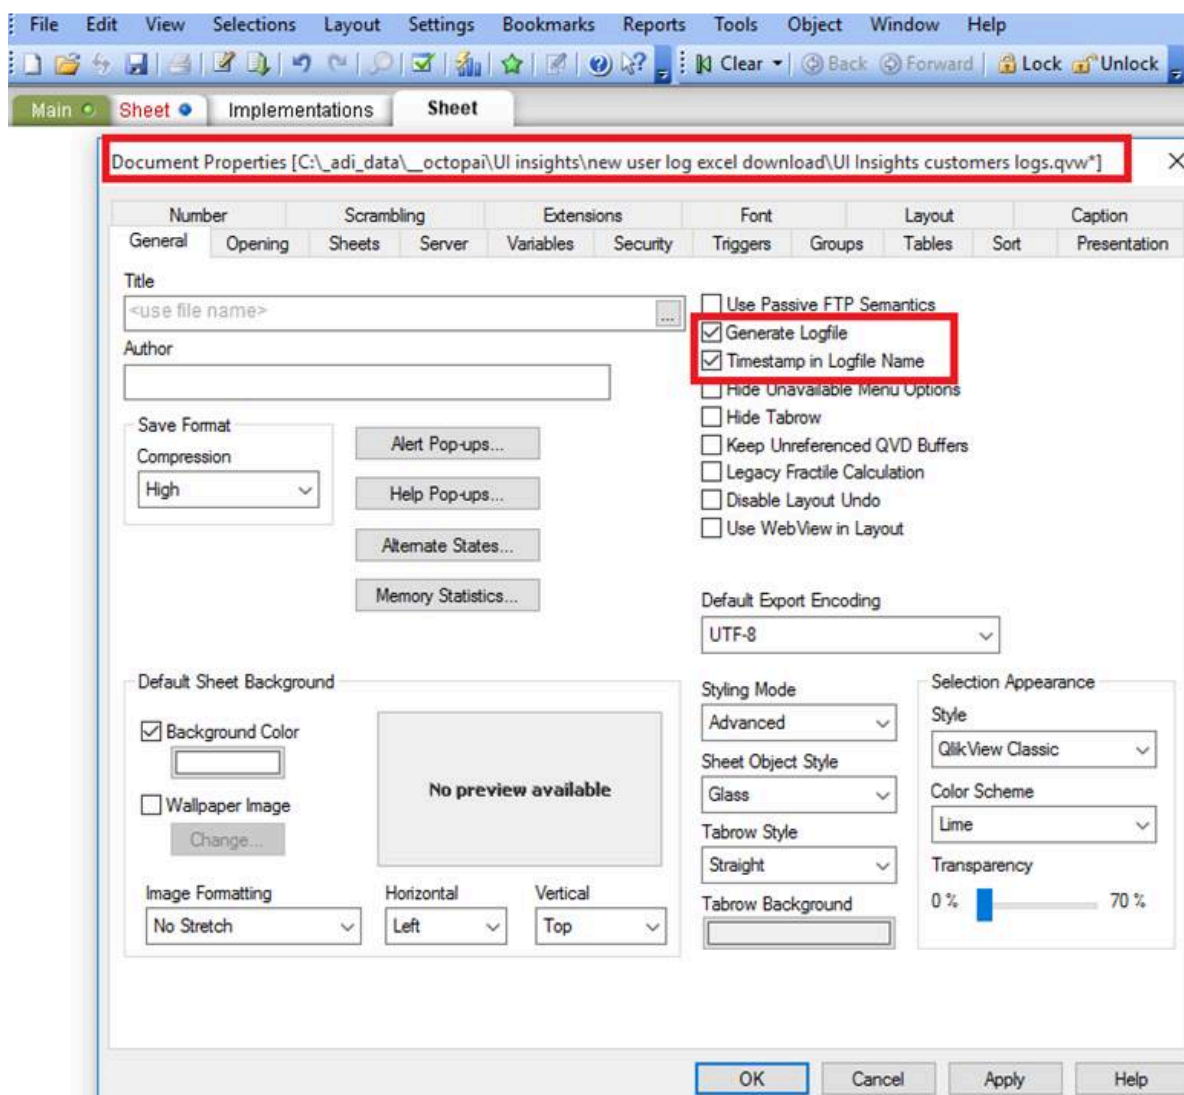 File Edit View Selections Layout Settings Bookmarks Reports Tools Object Window Help
Clear Back Forward Lock Unlock
Main Sheet Implementations Sheet
Document Properties [C:\_adi_data\__octopai\UI insights\new user log excel download\UI Insights customers logs.qvw*]
Number Scrambling Extensions Font Layout Caption
General Opening Sheets Server Variables Security Triggers Groups Tables Sort Presentation
Title
<use file name>
...
Author
Use Passive FTP Semantics
Generate Logfile
Timestamp in Logfile Name
Hide Unavailable Menu Options
Hide Tabrow
Keep Unreferenced QVD Buffers
Legacy Fractile Calculation
Disable Layout Undo
Use WebView in Layout
Save Format
Compression
High
Alert Pop-ups...
Help Pop-ups...
Alternate States...
Memory Statistics...
Default Export Encoding
UTF-8
Default Sheet Background
Background Color
Wallpaper Image
Change...
No preview available
Image Formatting
No Stretch
Horizontal
Left
Vertical
Top
Styling Mode
Advanced
Sheet Object Style
Glass
Tabrow Style
Straight
Tabrow Background
Selection Appearance
Style
QlikView Classic
Color Scheme
Lime
Transparency
0 % 70 %
OK Cancel Apply Help